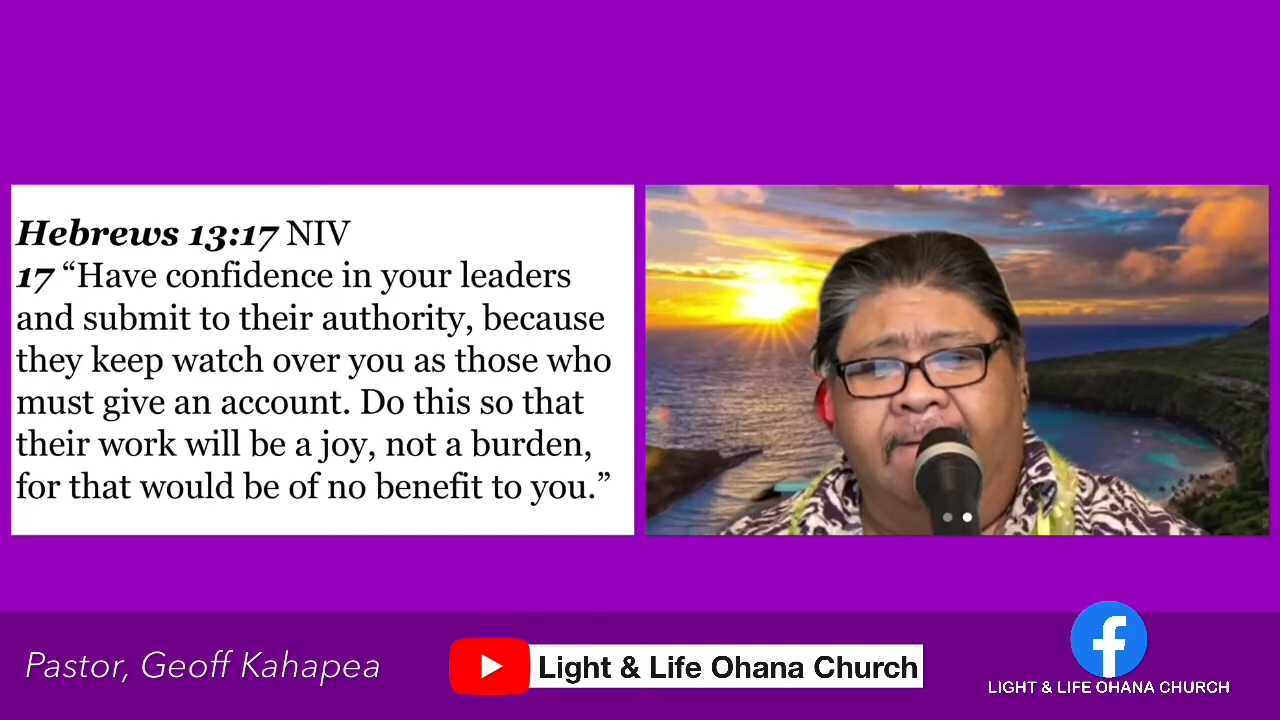 Hebrews 13:17 NIV
17 “Have confidence in your leaders
and submit to their authority, because
they keep watch over you as those who
must give an account. Do this so that
their work will be a joy, not a burden,
for that would be of no benefit to you.”
Pastor, Geoff Kahapea
Light & Life Ohana Church
LIGHT & LIFE OHANA CHURCH